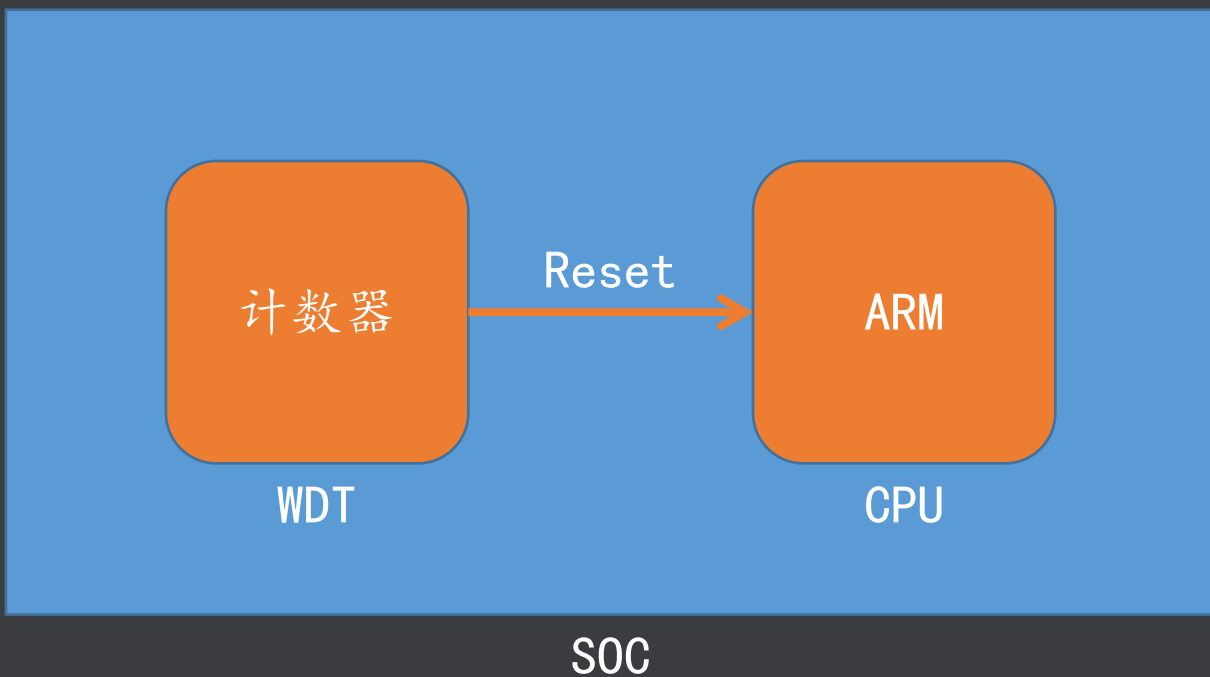 Reset
计数器
ARM
WDT
CPU
SOC